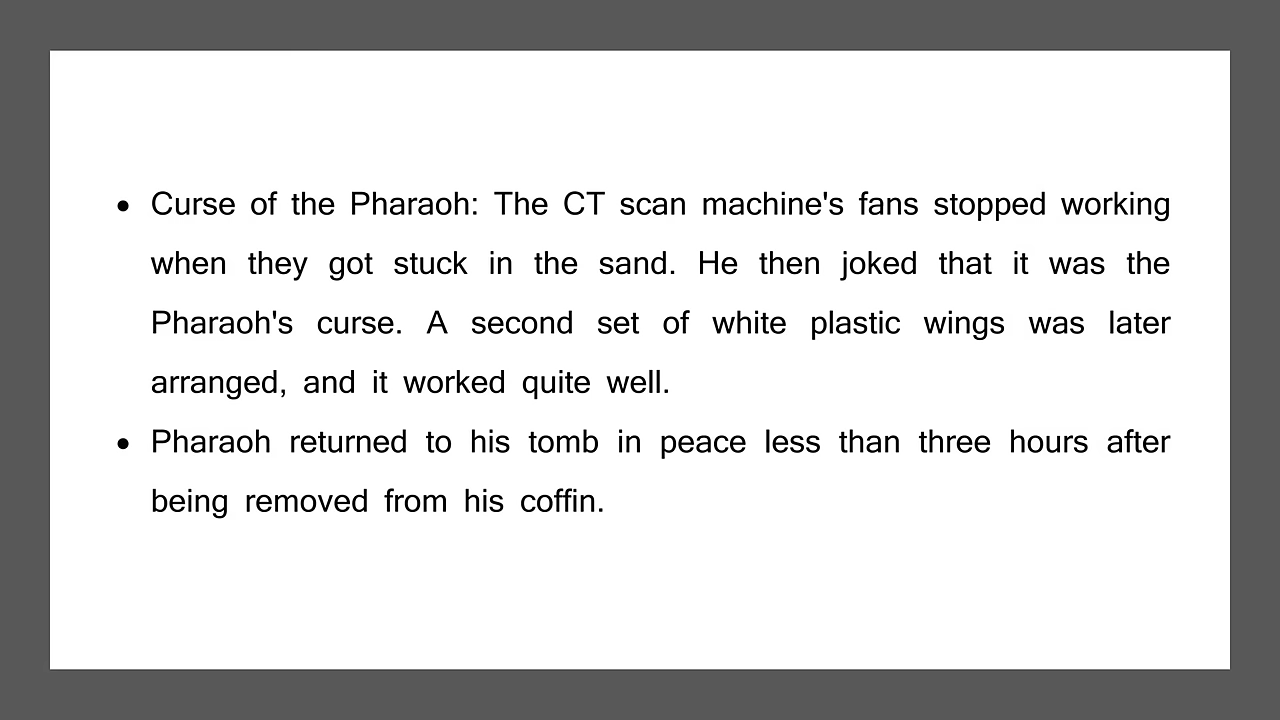 • Curse of the Pharaoh: The CT scan machine's fans stopped working
when they got stuck in the sand. He then joked that it was the
Pharaoh's curse. A second set of white plastic wings was later
arranged, and it worked quite well.
• Pharaoh returned to his tomb in peace less than three hours after
being removed from his coffin.